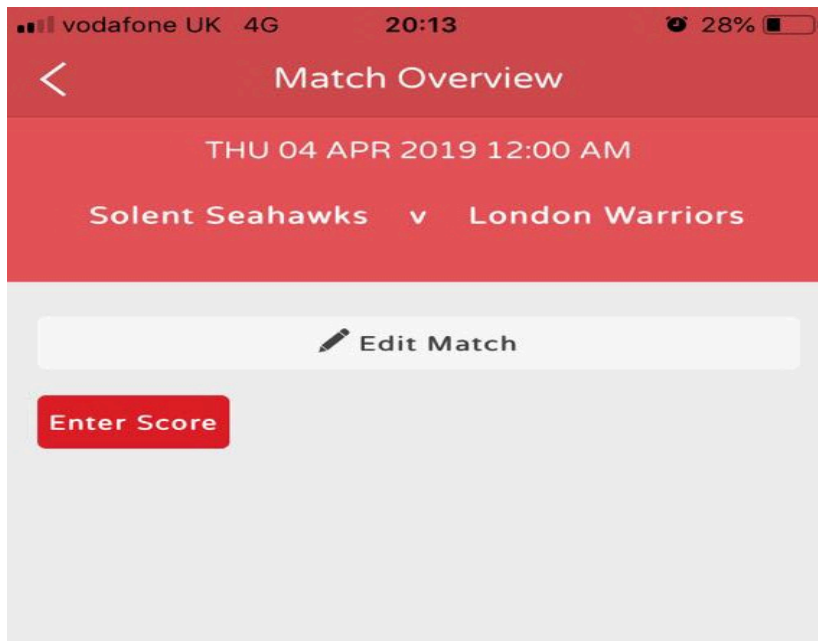 vodafone UK 4G 20:13 28%
Match Overview
THU 04 APR 2019 12:00 AM
Solent Seahawks v London Warriors
Edit Match
Enter Score